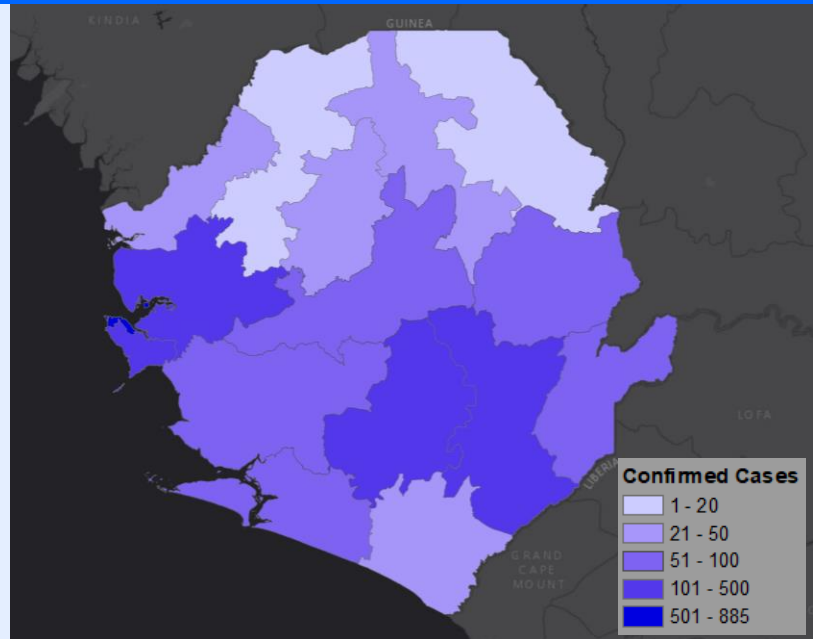 KINDIA
GUINEA
LOFA
LIBERIA
GRAND
CAPE
MOUNT
Confirmed Cases
1 - 20
21 - 50
51 - 100
101 - 500
501 - 885